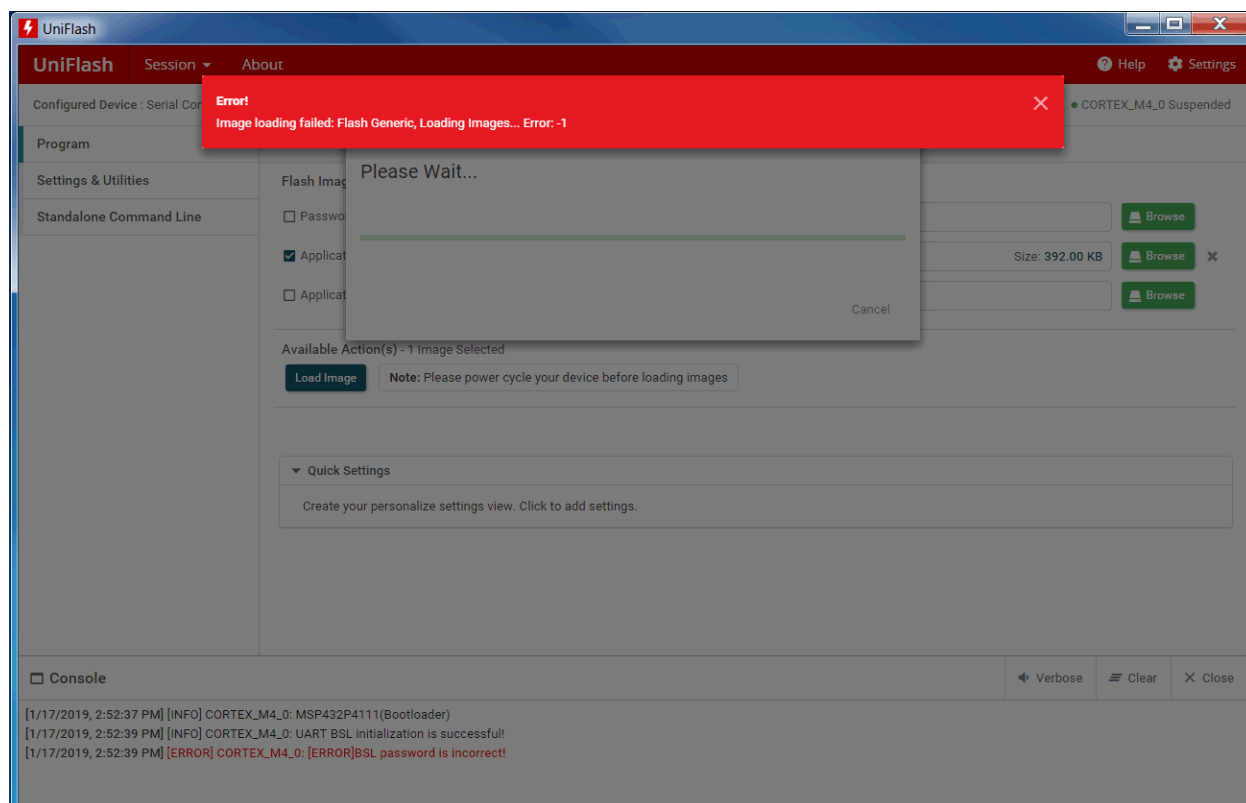 UniFlash
UniFlash Session About Help Settings
Configured Device : Serial Cor CORTEX_M4_0 Suspended
Error!
Image loading failed: Flash Generic, Loading Images... Error: -1
Program
Settings & Utilities
Standalone Command Line
Please Wait...
Flash Imag
Passwo Browse
Applicat Size: 392.00 KB Browse
Applicat Browse
Cancel
Available Action(s) - 1 Image Selected
Load Image Note: Please power cycle your device before loading images
Quick Settings
Create your personalize settings view. Click to add settings.
Console Verbose Clear Close
[1/17/2019, 2:52:37 PM] [INFO] CORTEX_M4_0: MSP432P4111(Bootloader)
[1/17/2019, 2:52:39 PM] [INFO] CORTEX_M4_0: UART BSL initialization is successful!
[1/17/2019, 2:52:39 PM] [ERROR] CORTEX_M4_0: [ERROR]BSL password is incorrect!